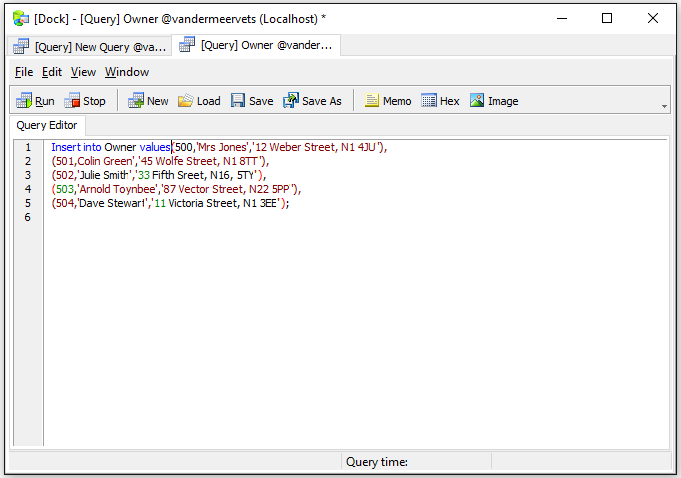 [Dock] - [Query] Owner @vandermeervets (Localhost) *
[Query] New Query @va... [Query] Owner @vander...
File Edit View Window
Run Stop New Load Save Save As Memo Hex Image
Query Editor
1 Insert into Owner values(500,'Mrs Jones','12 Weber Street, N1 4JU'),
2 (501,Colin Green','45 Wolfe Street, N1 8TT'),
3 (502,'Julie Smith','33 Fifth Sreet, N16, 5TY'),
4 (503,'Arnold Toynbee','87 Vector Street, N22 5PP'),
5 (504,'Dave Stewart','11 Victoria Street, N1 3EE');
6
Query time: